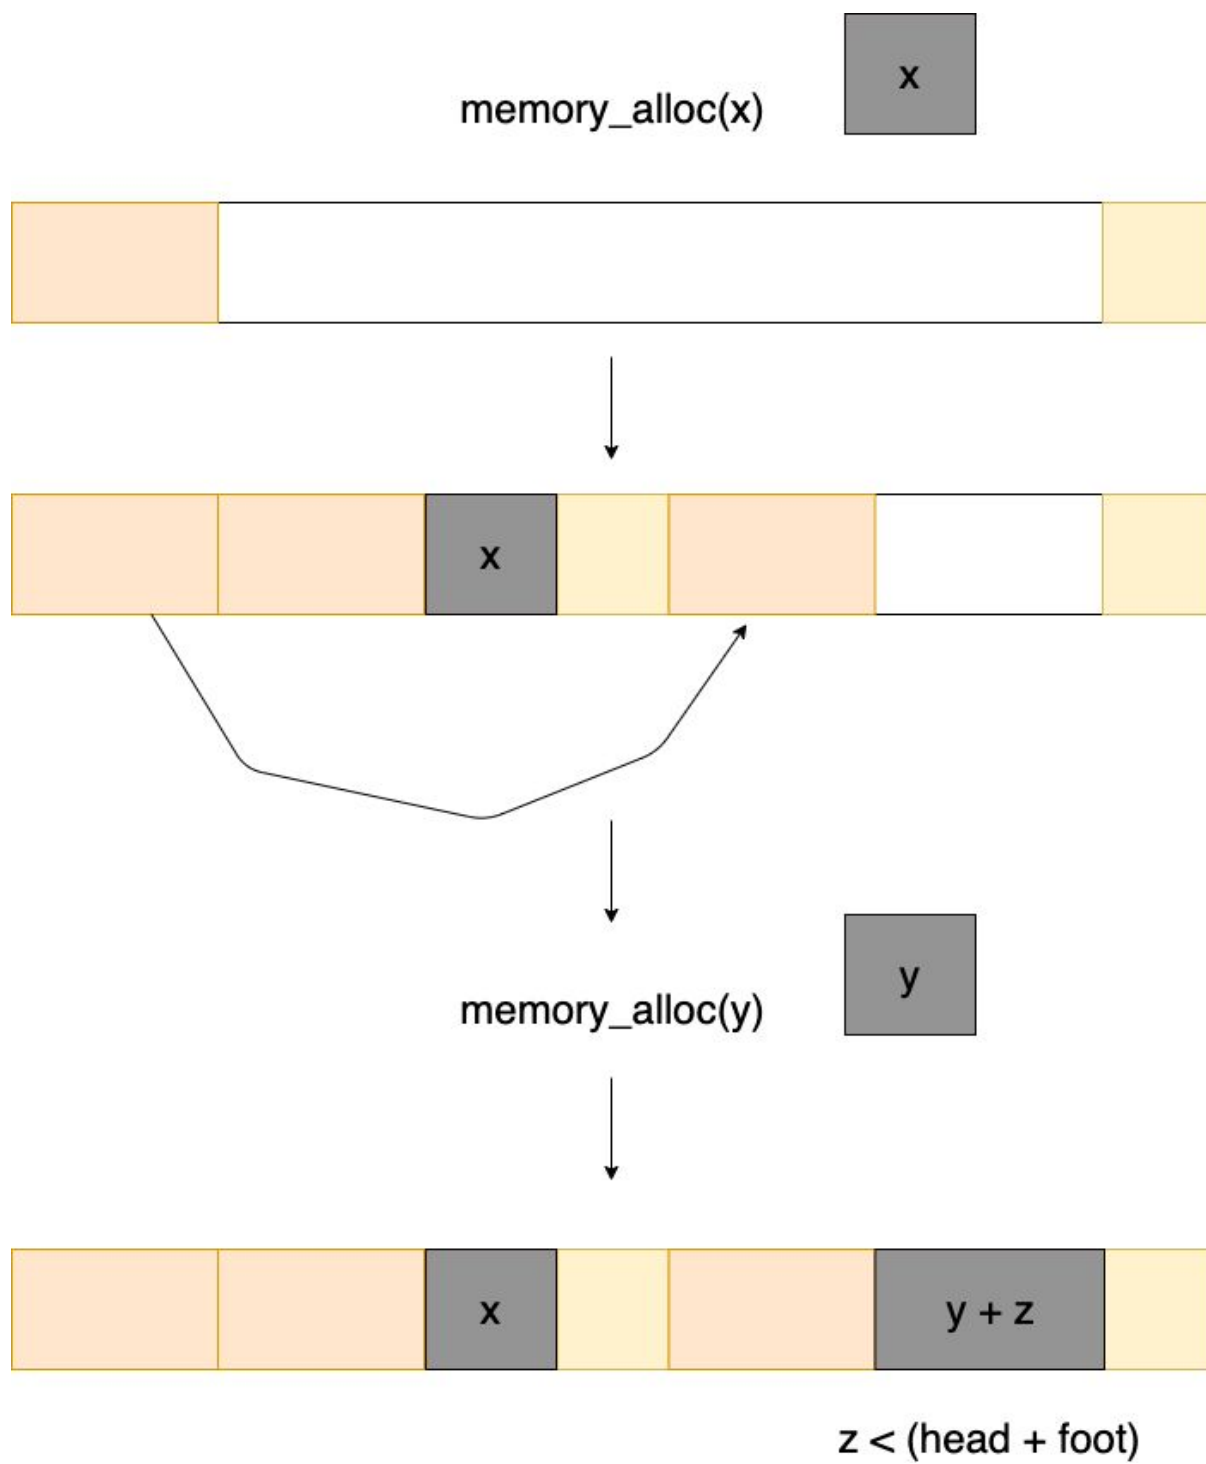 x
memory_alloc(x)
x
y
memory_alloc(y)
x
y + z
z < (head + foot)